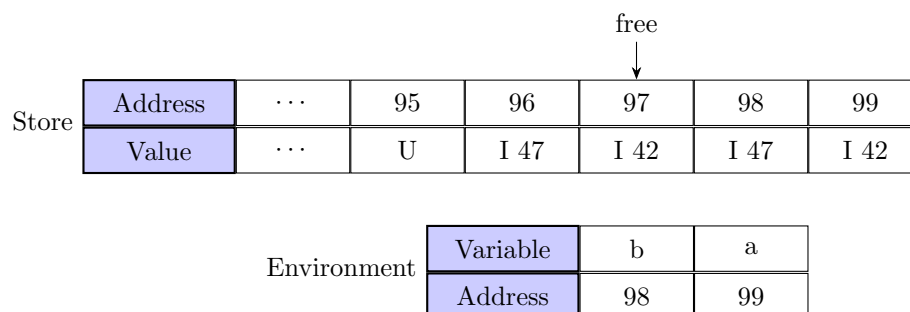 free
Store
Address ··· 95 96 97 98 99
Value ··· U I 47 I 42 I 47 I 42
Environment
Variable b a
Address 98 99